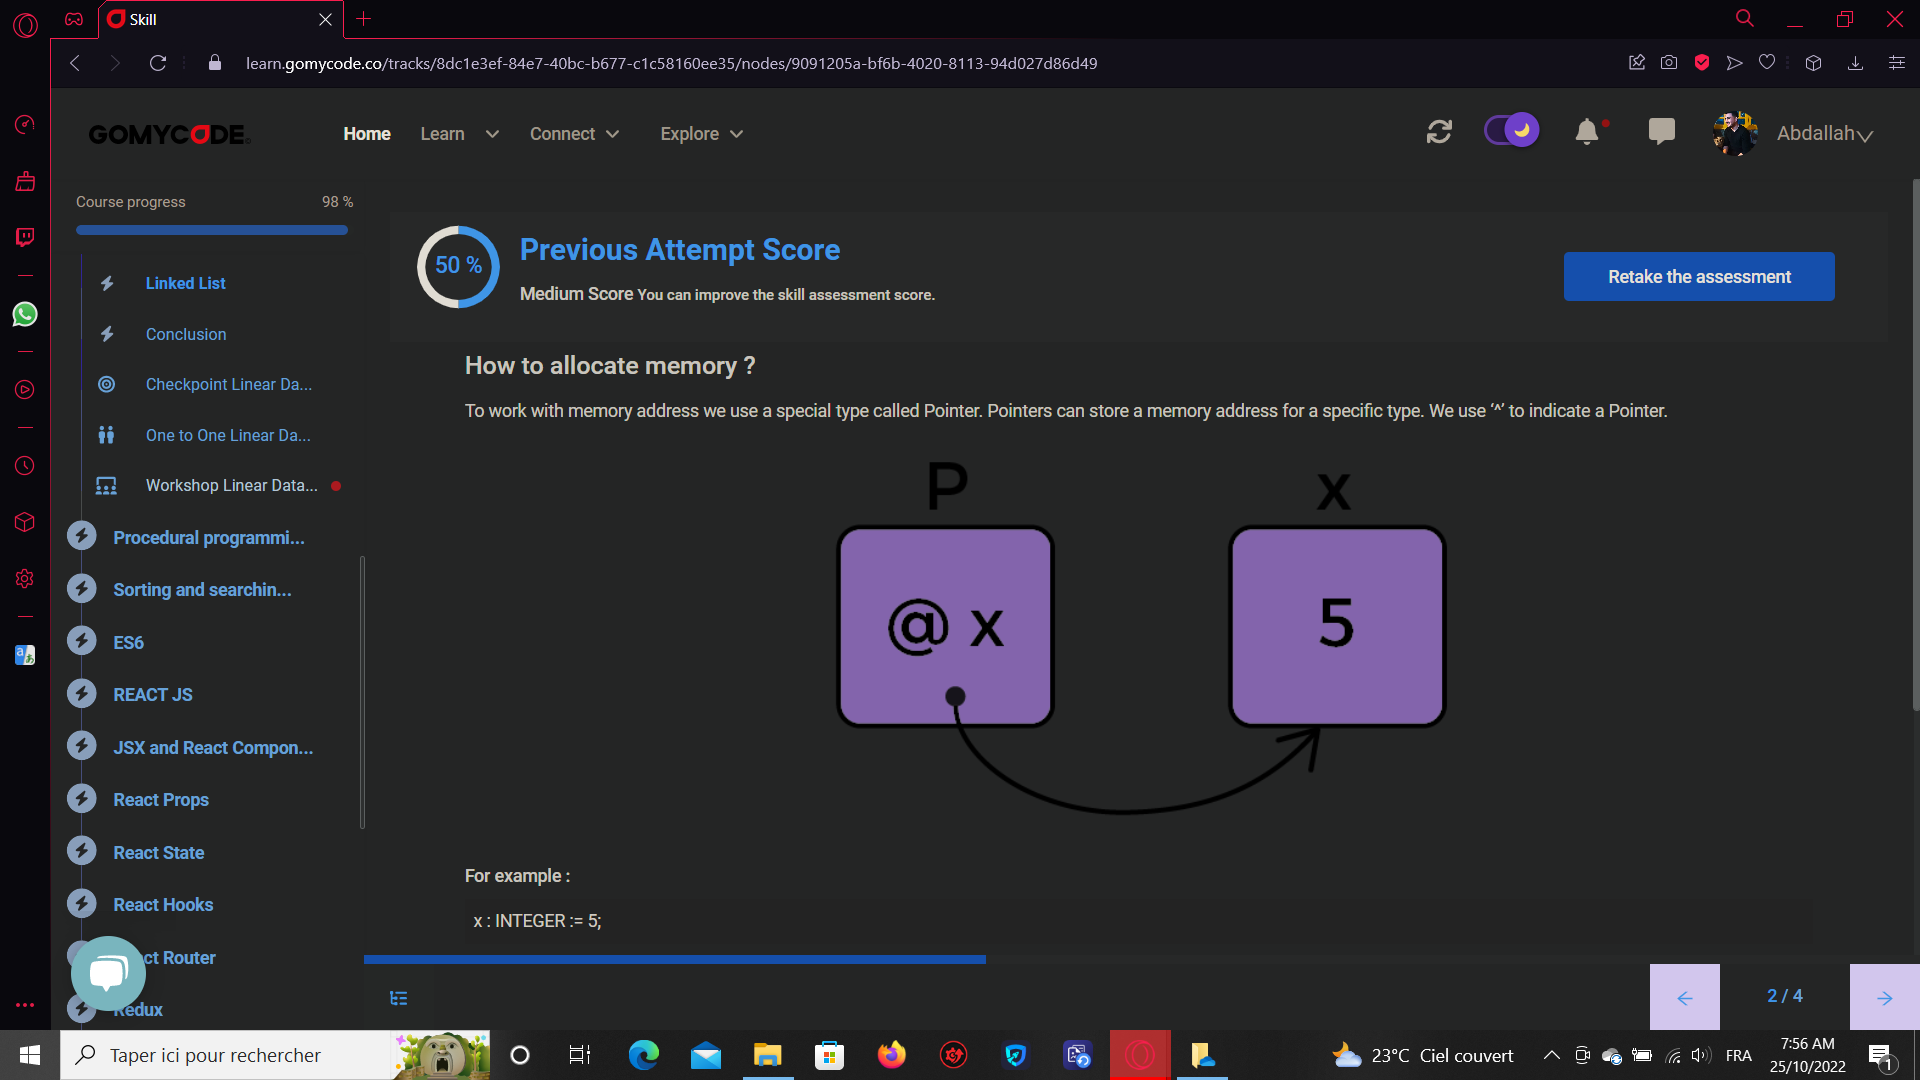 Skill
learn.gomycode.co/tracks/8dc1e3ef-84e7-40bc-b677-c1c58160ee35/nodes/9091205a-bf6b-4020-8113-94d027d86d49
GOMYCODE
Home
Learn
Connect
Explore
Abdallah
Course progress
98 %
Linked List
Conclusion
Checkpoint Linear Da...
One to One Linear Da...
Workshop Linear Data...
Procedural programmi...
Sorting and searchin...
ES6
REACT JS
JSX and React Compon...
React Props
React State
React Hooks
ct Router
Redux
50 %
Previous Attempt Score
Medium Score You can improve the skill assessment score.
Retake the assessment
How to allocate memory ?
To work with memory address we use a special type called Pointer. Pointers can store a memory address for a specific type. We use ‘^’ to indicate a Pointer.
P
x
@ x
5
For example :
x : INTEGER := 5;
2 / 4
Taper ici pour rechercher
23°C Ciel couvert
FRA
7:56 AM
25/10/2022
1